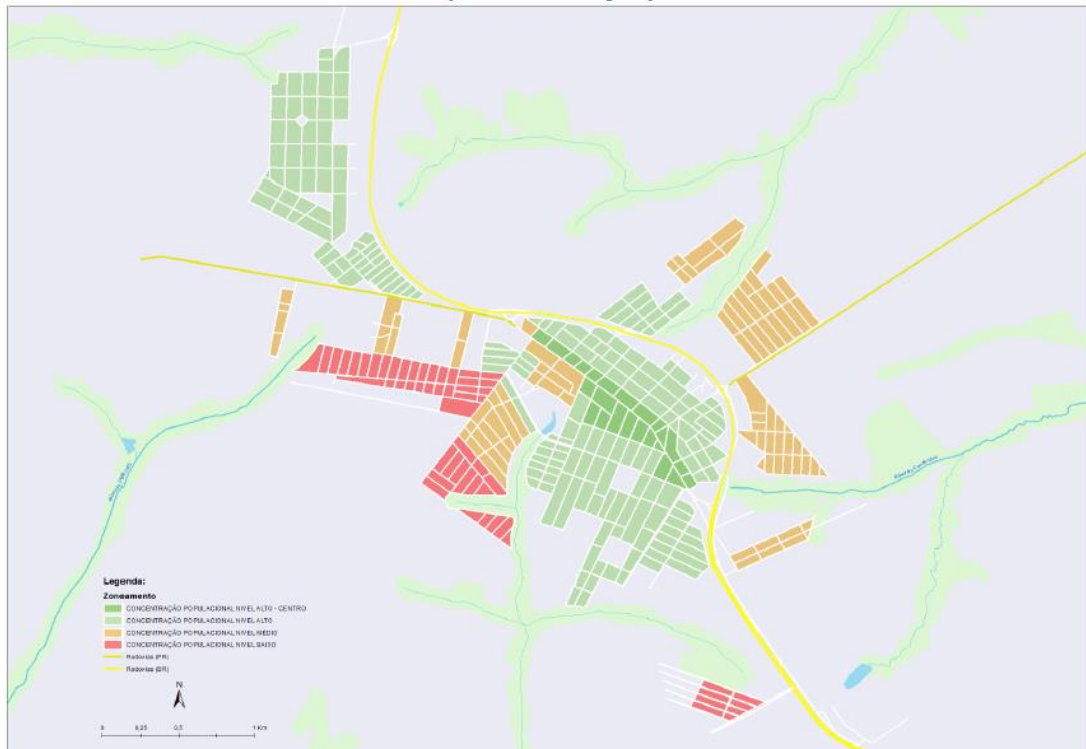 Legenda:
Zoneamento
CONCENTRAÇÃO POPULACIONAL NIVEL ALTO - CENTRO
CONCENTRAÇÃO POPULACIONAL NIVEL ALTO
CONCENTRAÇÃO POPULACIONAL NIVEL MÉDIO
CONCENTRAÇÃO POPULACIONAL NIVEL BAIXO
Rodovias (PR)
Rodovias (BR)
N
0 0,25 0,5 1 Km